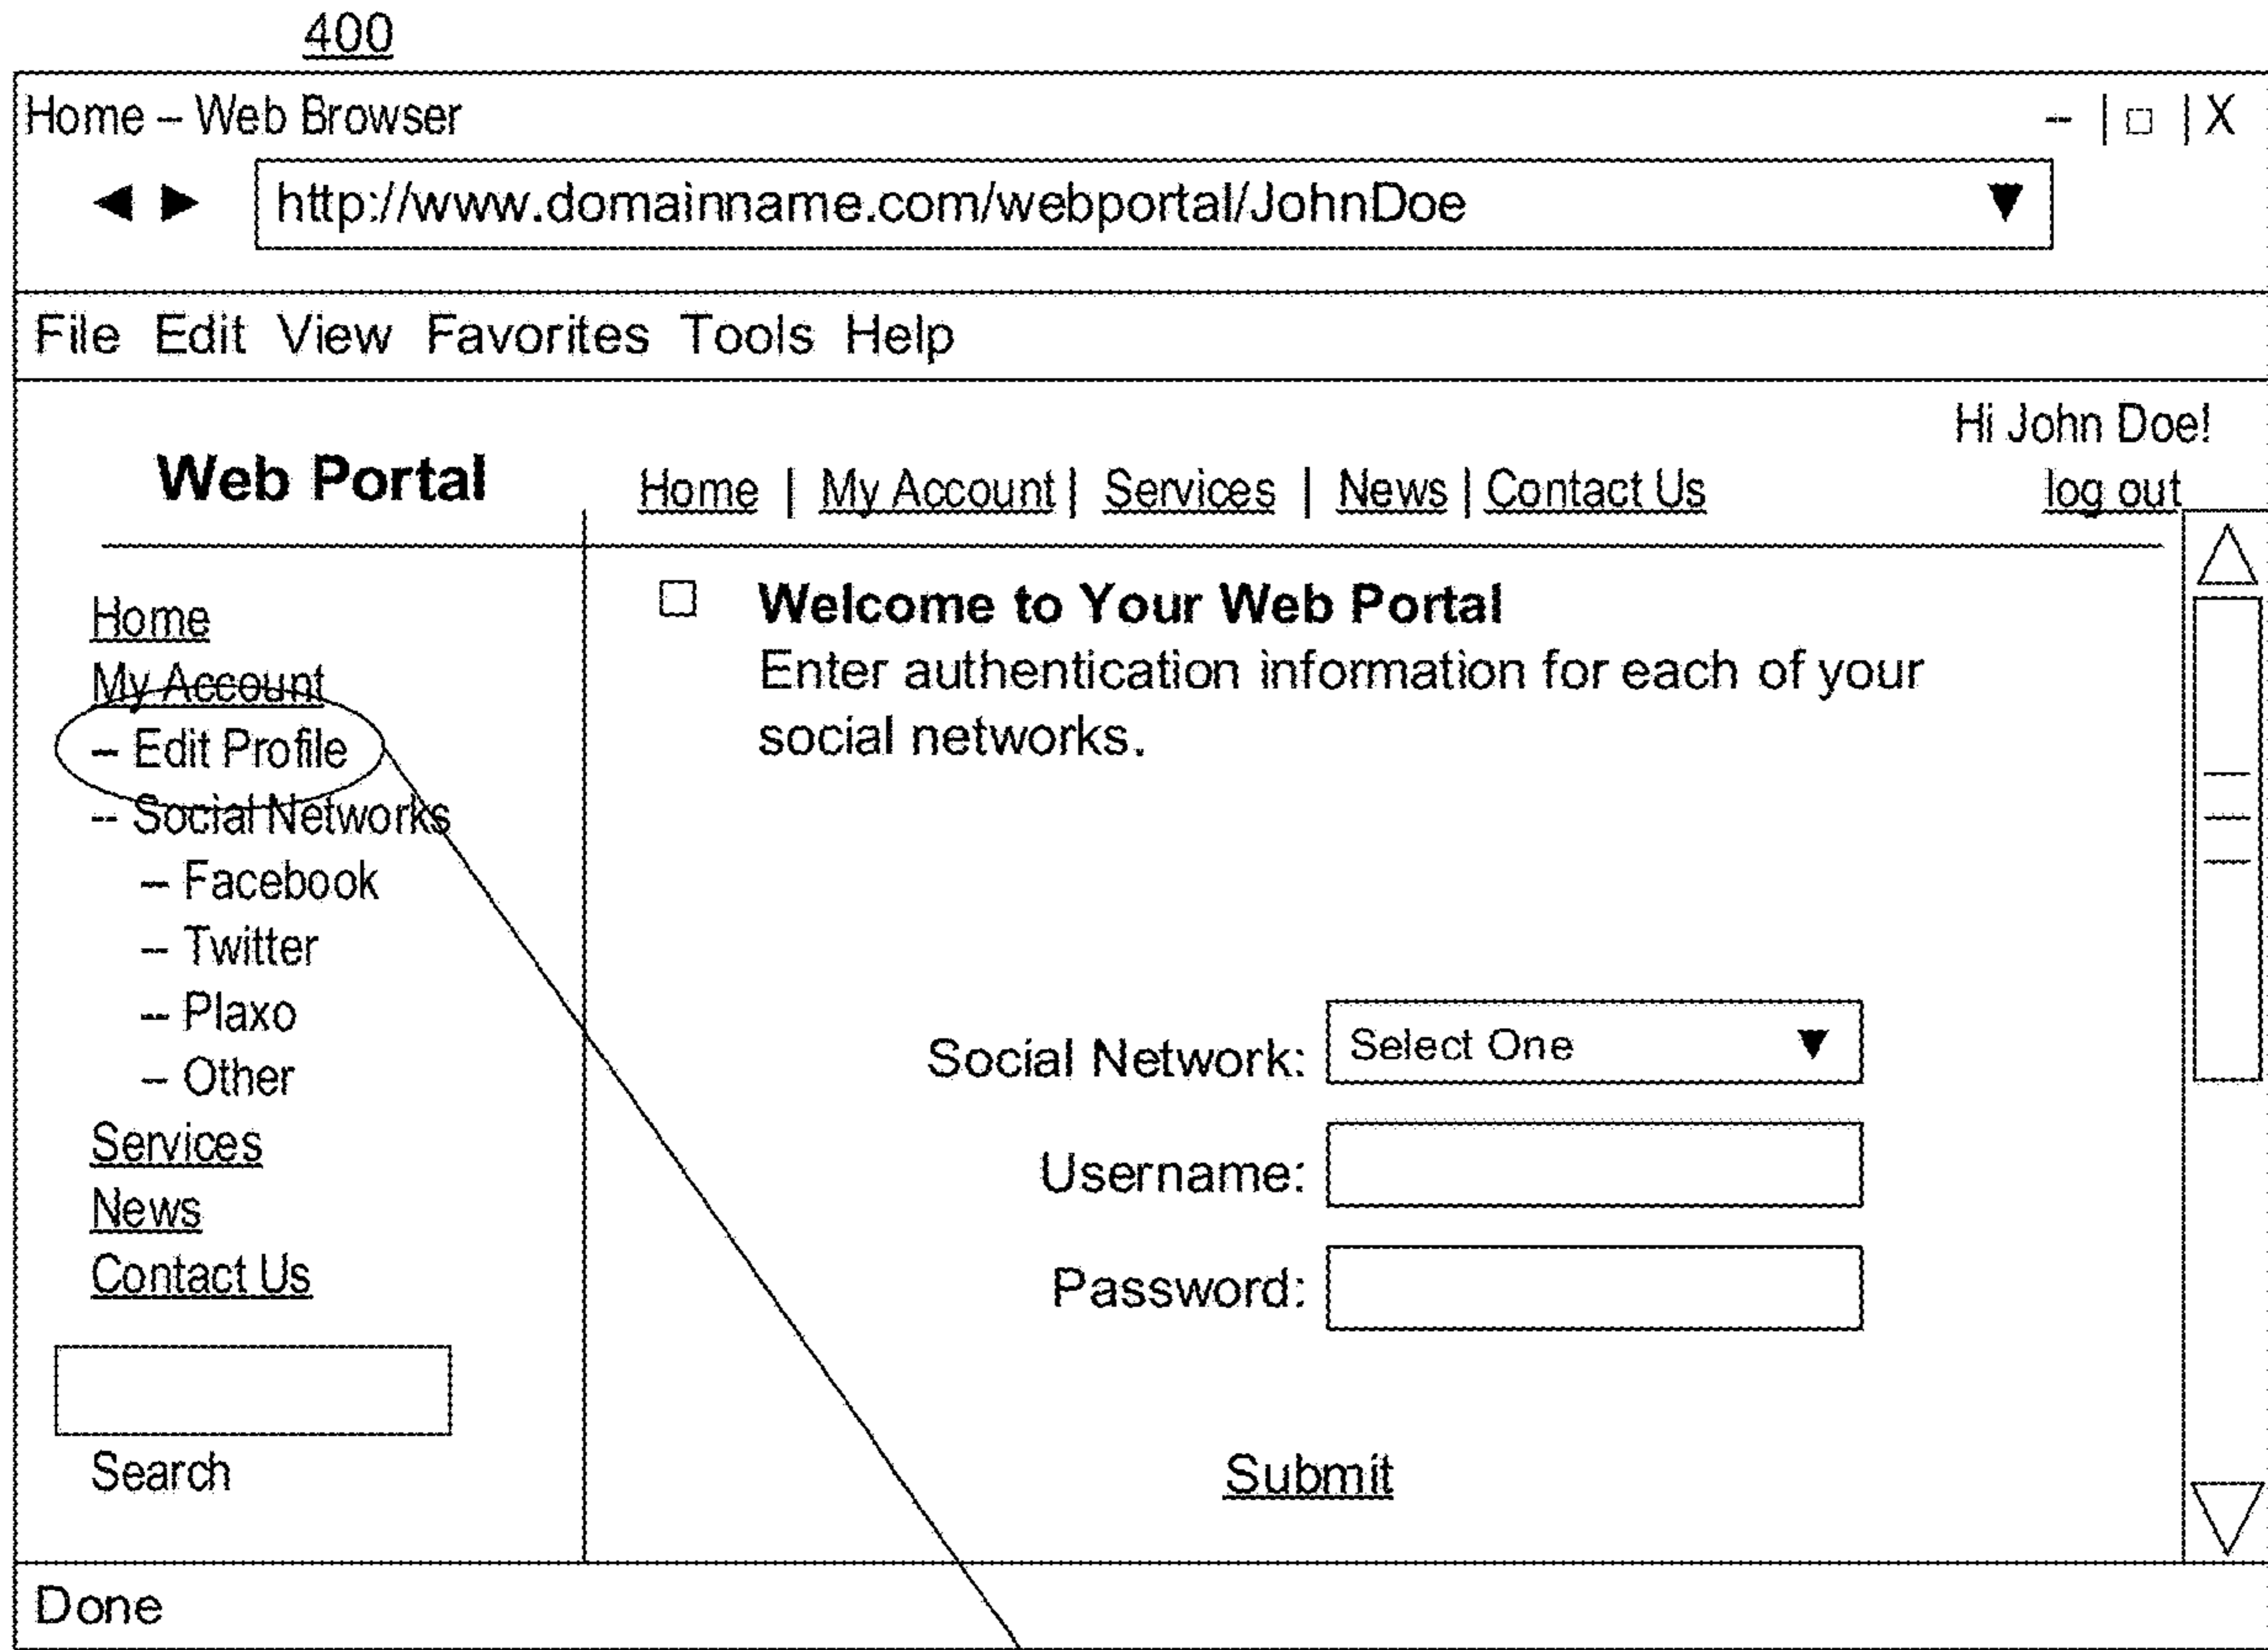 400
Home – Web Browser – | □ | X
http://www.domainname.com/webportal/JohnDoe
File Edit View Favorites Tools Help
Hi John Doe!
Web Portal Home | My Account | Services | News | Contact Us log out
Home
My Account
– Edit Profile
-- Social Networks
– Facebook
– Twitter
– Plaxo
– Other
Services
News
Contact Us
Search
Welcome to Your Web Portal
Enter authentication information for each of your
social networks.
Social Network: Select One
Username:
Password:
Submit
Done